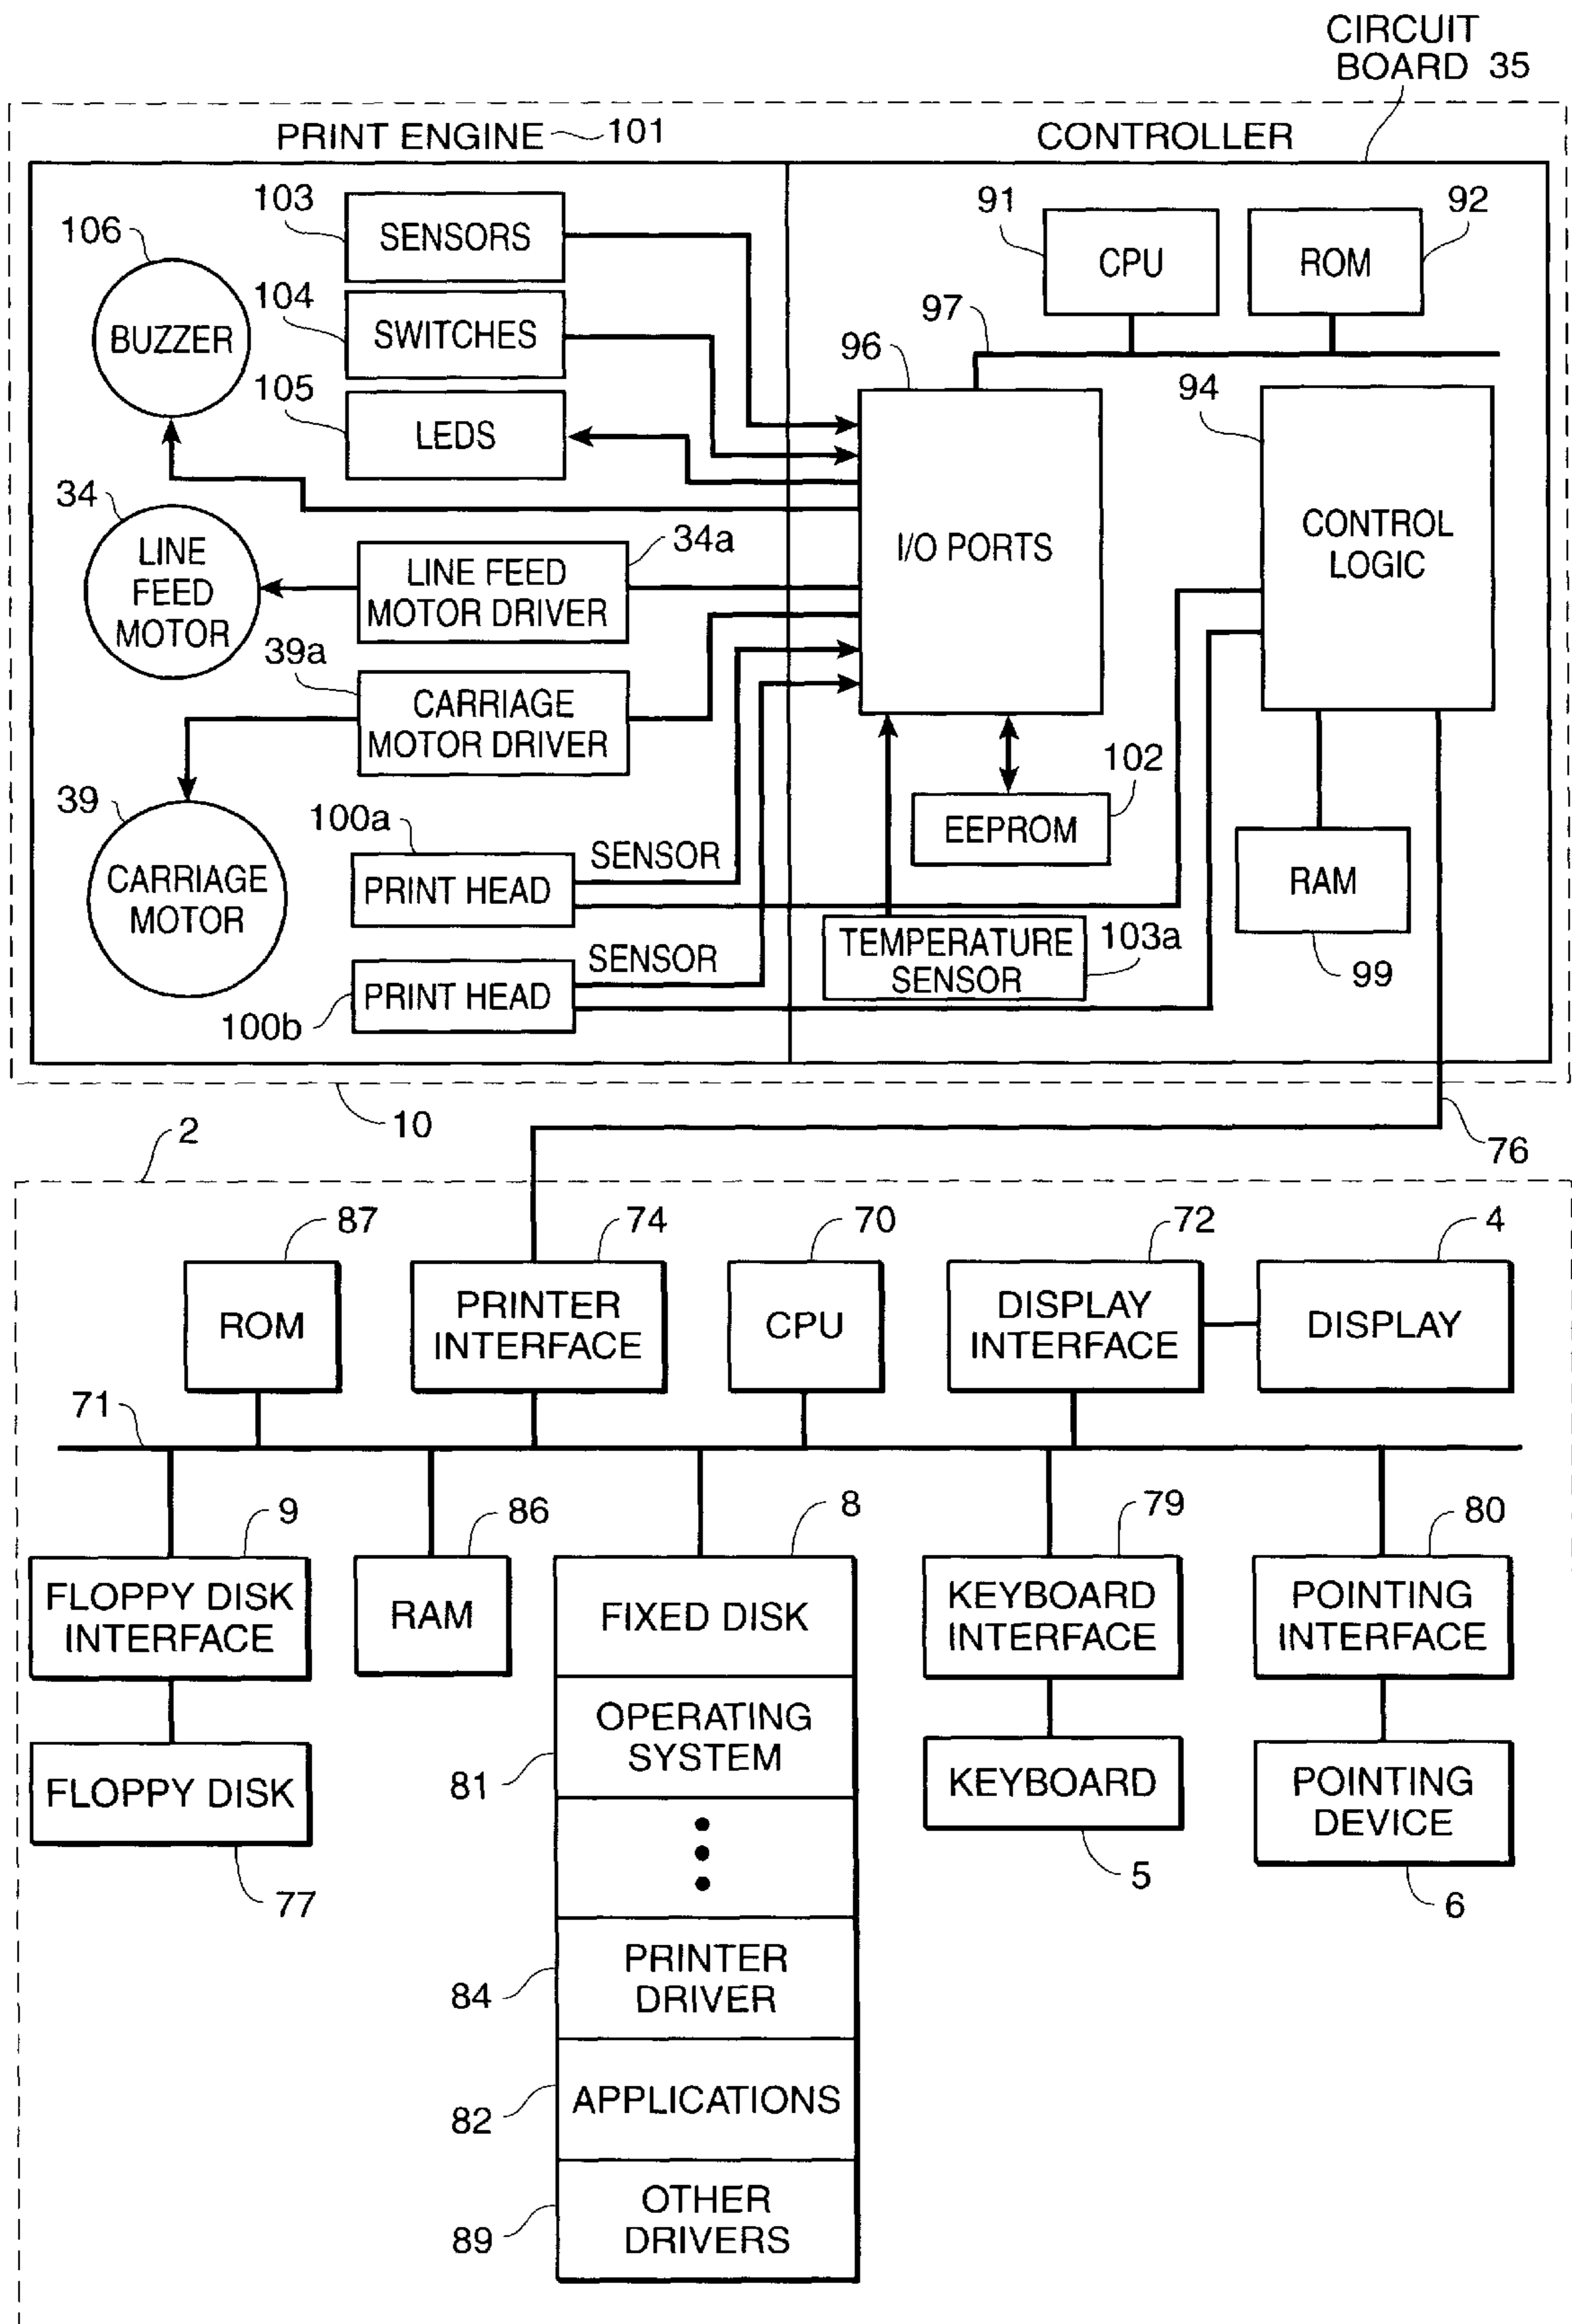 CIRCUIT
BOARD 35
PRINT ENGINE 101
CONTROLLER
103
SENSORS
91
CPU
92
ROM
106
BUZZER
104
SWITCHES
97
96
105
LEDS
94
CONTROL
LOGIC
I/O PORTS
34
LINE
FEED
MOTOR
34a
LINE FEED
MOTOR DRIVER
39a
CARRIAGE
MOTOR DRIVER
39
CARRIAGE
MOTOR
102
EEPROM
100a
PRINT HEAD
SENSOR
RAM
99
TEMPERATURE
SENSOR
103a
SENSOR
PRINT HEAD
100b
10
76
2
87
ROM
74
PRINTER
INTERFACE
70
CPU
72
DISPLAY
INTERFACE
4
DISPLAY
71
9
FLOPPY DISK
INTERFACE
86
RAM
8
FIXED DISK
79
KEYBOARD
INTERFACE
80
POINTING
INTERFACE
OPERATING
SYSTEM
81
FLOPPY DISK
77
KEYBOARD
5
POINTING
DEVICE
6
PRINTER
DRIVER
84
APPLICATIONS
82
OTHER
DRIVERS
89